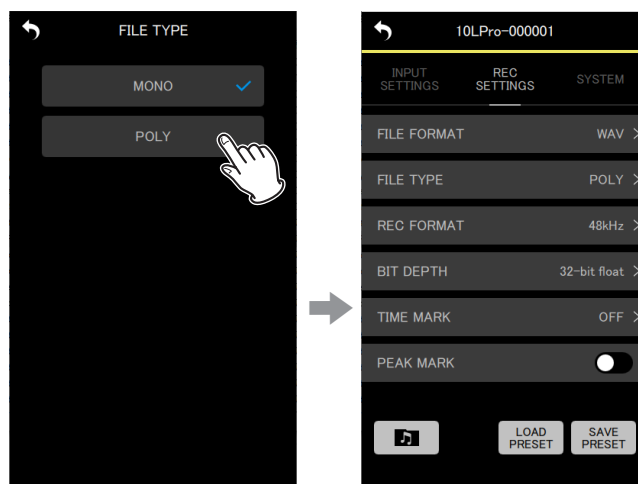 FILE TYPE
MONO
POLY
10LPro-000001
INPUT SETTINGS
REC SETTINGS
SYSTEM
FILE FORMAT WAV
FILE TYPE POLY
REC FORMAT 48kHz
BIT DEPTH 32-bit float
TIME MARK OFF
PEAK MARK
LOAD PRESET
SAVE PRESET